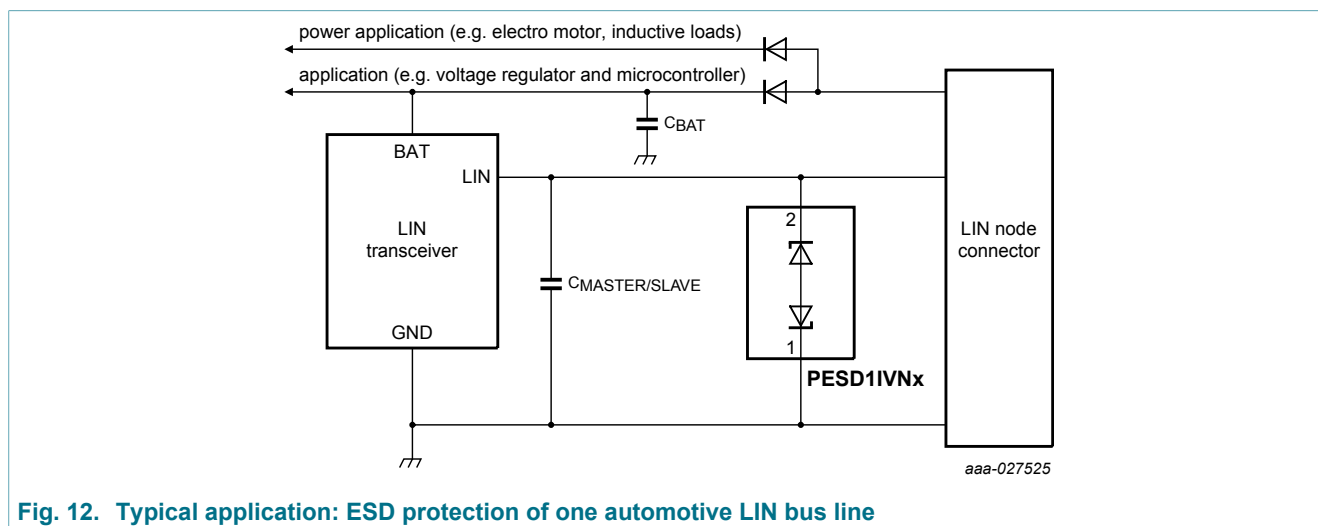 power application (e.g. electro motor, inductive loads)
application (e.g. voltage regulator and microcontroller)
CBAT
BAT
LIN
LIN
transceiver
GND
CMASTER/SLAVE
2
1
PESD1IVNx
LIN node
connector
aaa-027525
Fig. 12. Typical application: ESD protection of one automotive LIN bus line